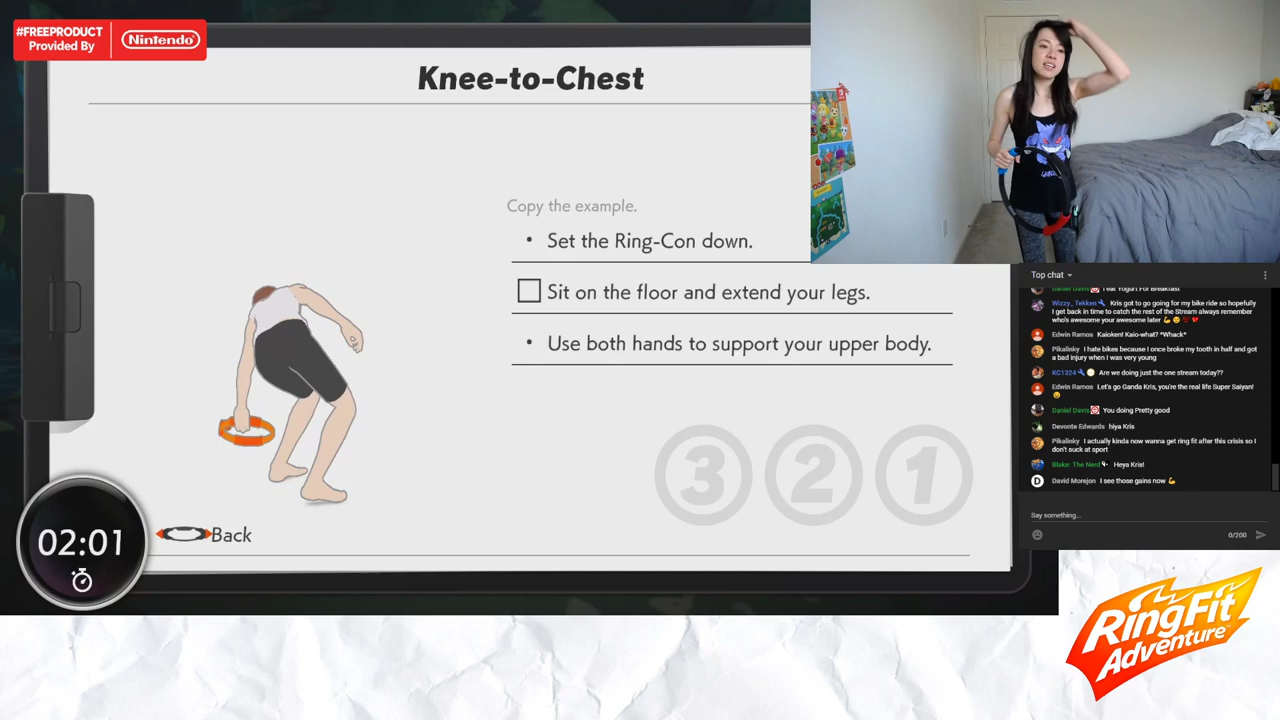 #FREEPRODUCT
Provided By
Nintendo
Knee-to-Chest
Copy the example.
• Set the Ring-Con down.
Sit on the floor and extend your legs.
• Use both hands to support your upper body.
3 2 1
02:01
Back
Top chat
Daniel Davis I eat Yogurt For Breakfast
Wizzy_Tekken Kris got to go going for my bike ride so hopefully
I get back in time to catch the rest of the Stream always remember
who's awesome your awesome later
Edwin Ramos Kaioken! Kaio-what? *Whack*
Pikalinky I hate bikes because I once broke my tooth in half and got
a bad injury when I was very young
KC1324 Are we doing just the one stream today??
Edwin Ramos Let's go Ganda Kris, you're the real life Super Saiyan!
Daniel Davis You doing Pretty good
Devonte Edwards hiya Kris
Pikalinky I actually kinda now wanna get ring fit after this crisis so I
don't suck at sport
Blake: The Nerd Heya Kris!
D David Morejon I see those gains now
Say something...
0/200
RingFit
Adventure